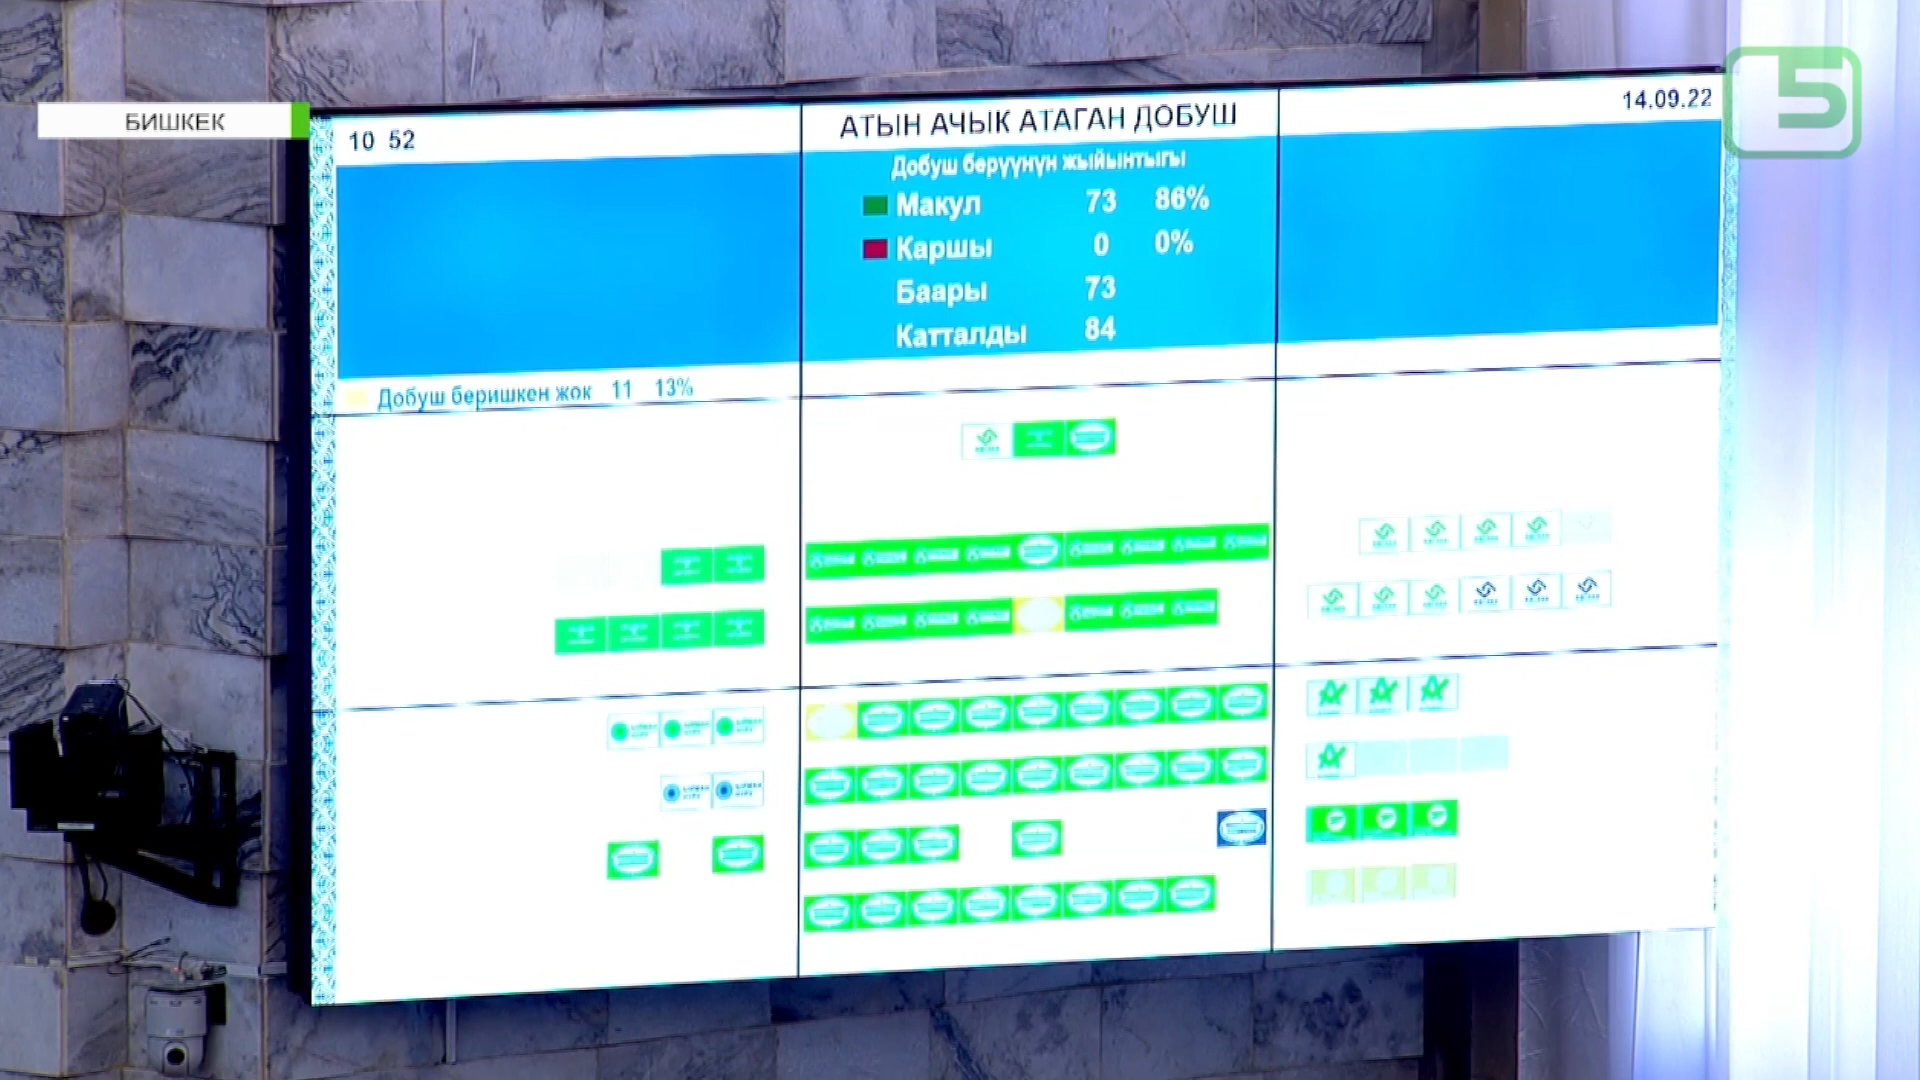 БИШКЕК
5
10 52
АТЫН АЧЫК АТАГАН ДОБУШ
14.09.22
Добуш берүүнүн жыйынтыгы
Макул 73 86%
Каршы 0 0%
Баары 73
Катталды 84
Добуш беришкен жок 11 13%